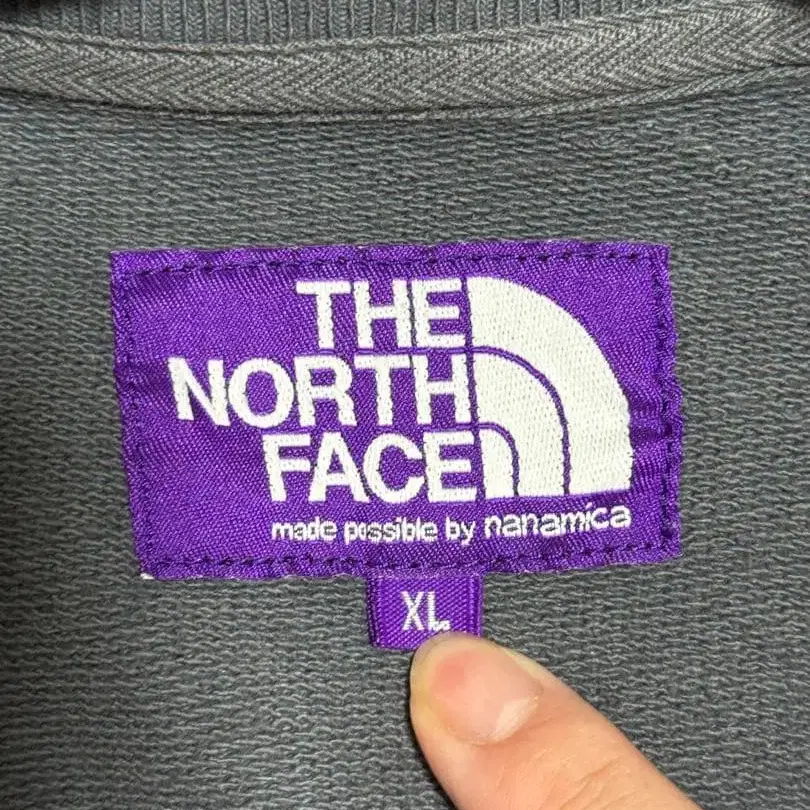 THE
NORTH
FACE
made possible by nanamica
XL